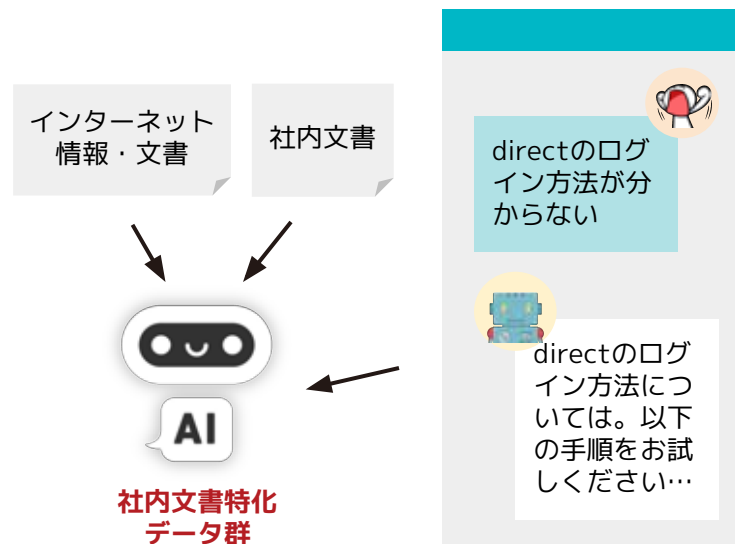 インターネット
情報・文書
社内文書
AI
社内文書特化
データ群
directのログ
イン方法が分
からない
directのログ
イン方法につ
いては。以下
の手順をお試
しください…